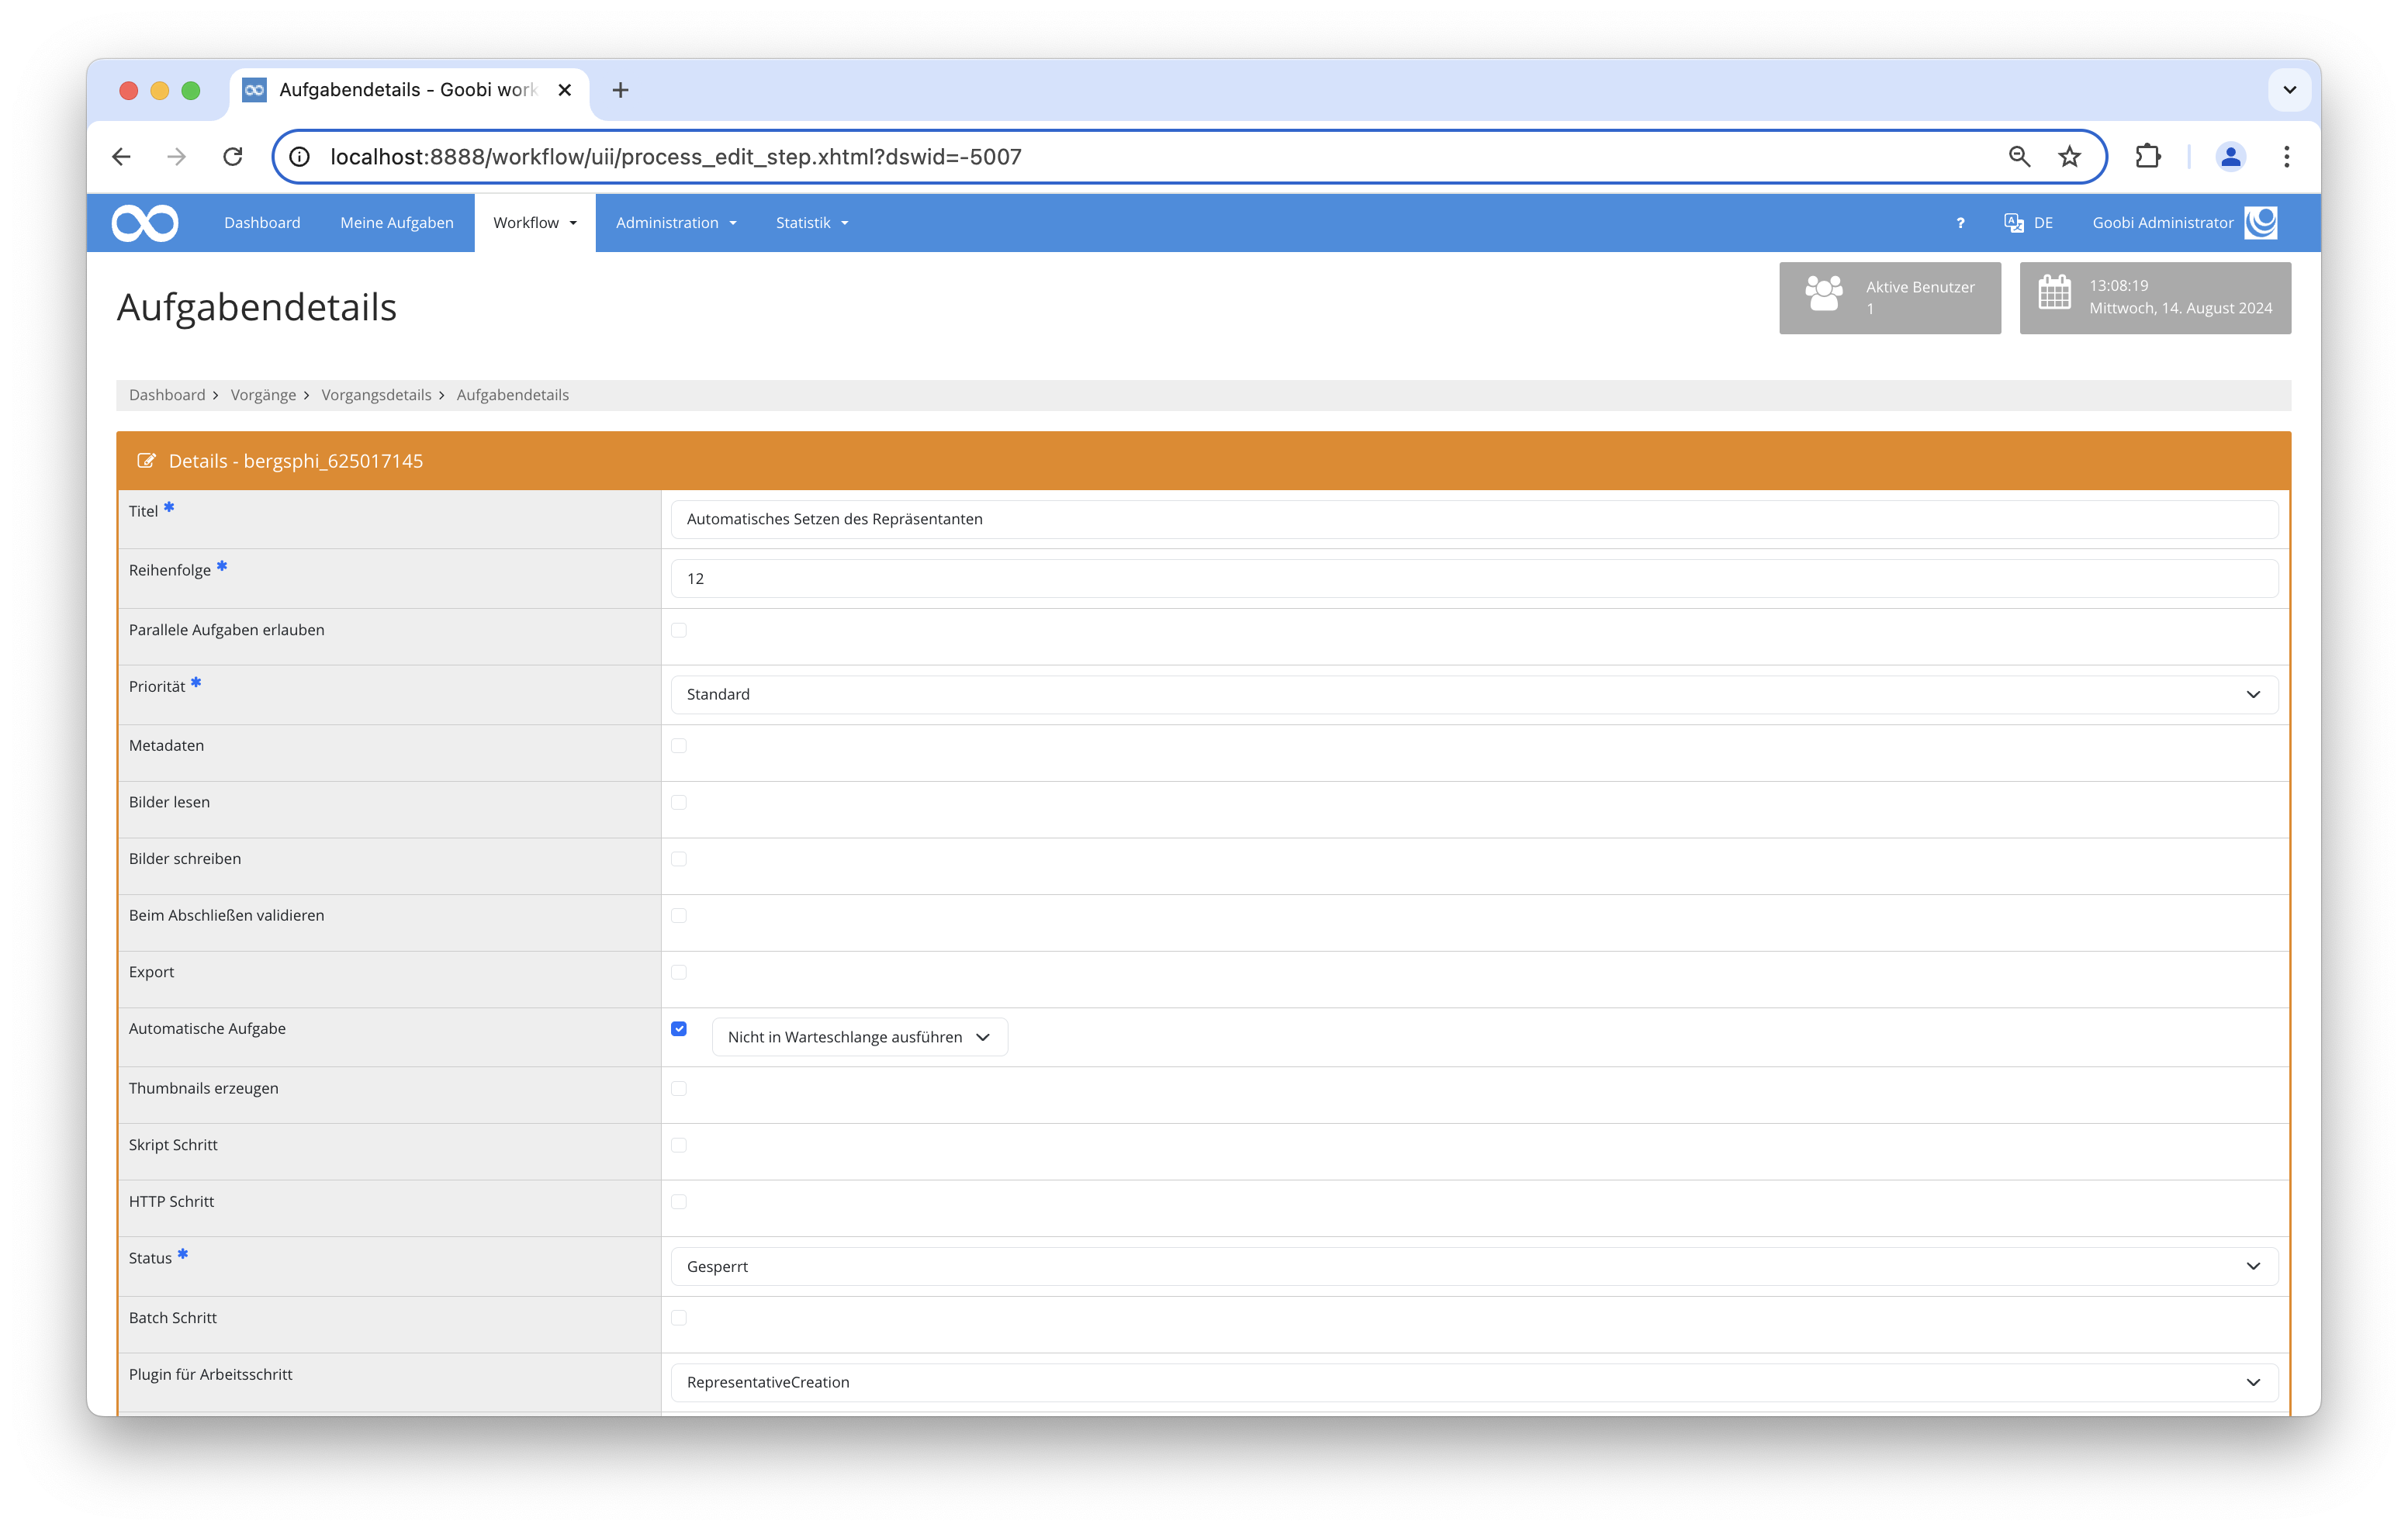 Aufgabendetails - Goobi work
localhost:8888/workflow/uii/process_edit_step.xhtml?dswid=-5007
Dashboard Meine Aufgaben Workflow Administration Statistik ? DE Goobi Administrator
Aufgabendetails
Aktive Benutzer
1
13:08:19
Mittwoch, 14. August 2024
Dashboard > Vorgänge > Vorgangsdetails > Aufgabendetails
Details - bergsphi_625017145
Titel * Automatisches Setzen des Repräsentanten
Reihenfolge * 12
Parallele Aufgaben erlauben
Priorität * Standard
Metadaten
Bilder lesen
Bilder schreiben
Beim Abschließen validieren
Export
Automatische Aufgabe Nicht in Warteschlange ausführen
Thumbnails erzeugen
Skript Schritt
HTTP Schritt
Status * Gesperrt
Batch Schritt
Plugin für Arbeitsschritt RepresentativeCreation